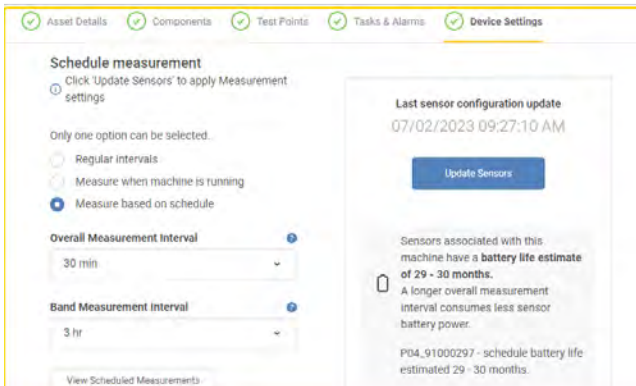 Asset Details Components Test Points Tasks & Alarms Device Settings
Schedule measurement
Click 'Update Sensors' to apply Measurement
settings
Only one option can be selected.
Regular intervals
Measure when machine is running
Measure based on schedule
Overall Measurement Interval
30 min
Band Measurement Interval
3 hr
View Scheduled Measurements
Last sensor configuration update
07/02/2023 09:27:10 AM
Update Sensors
Sensors associated with this
machine have a battery life estimate
of 29 - 30 months.
A longer overall measurement
interval consumes less sensor
battery power.
P04_91000297 - schedule battery life
estimated 29 - 30 months.